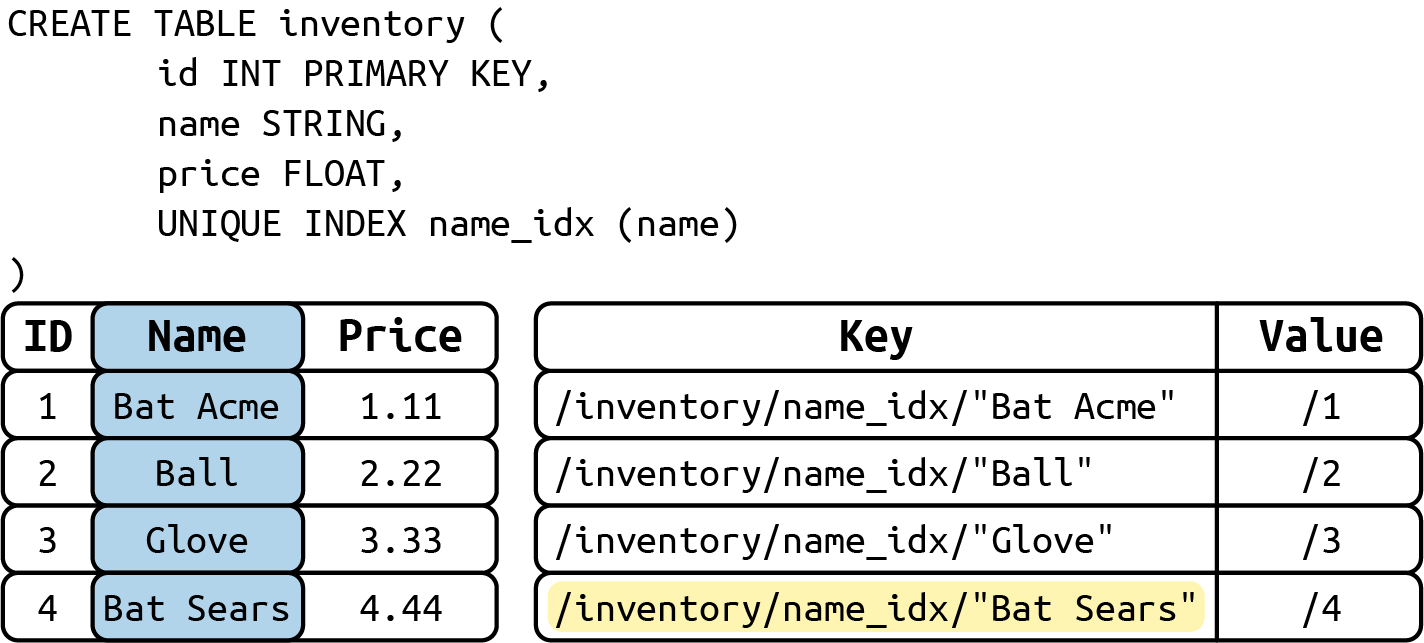 CREATE TABLE inventory (
id INT PRIMARY KEY,
name STRING,
price FLOAT,
UNIQUE INDEX name_idx (name)
)
ID Name Price Key Value
1 Bat Acme 1.11 /inventory/name_idx/"Bat Acme" /1
2 Ball 2.22 /inventory/name_idx/"Ball" /2
3 Glove 3.33 /inventory/name_idx/"Glove" /3
4 Bat Sears 4.44 /inventory/name_idx/"Bat Sears" /4